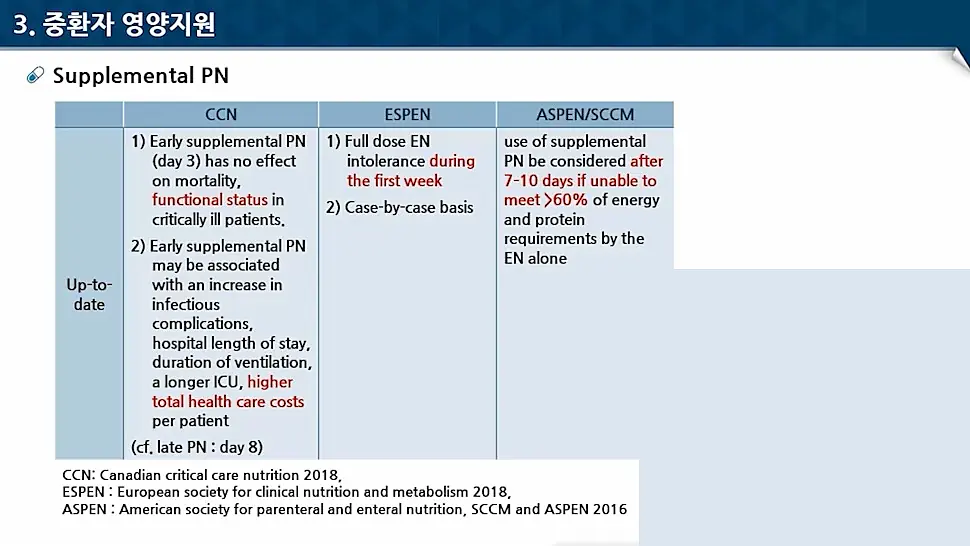 3. 중환자 영양지원
Supplemental PN
CCN
ESPEN
ASPEN/SCCM
Up-to-
date
1) Early supplemental PN
(day 3) has no effect
on mortality,
functional status in
critically ill patients.
2) Early supplemental PN
may be associated
with an increase in
infectious
complications,
hospital length of stay,
duration of ventilation,
a longer ICU, higher
total health care costs
per patient
(cf. late PN : day 8)
1) Full dose EN
intolerance during
the first week
2) Case-by-case basis
use of supplemental
PN be considered after
7-10 days if unable to
meet >60% of energy
and protein
requirements by the
EN alone
CCN: Canadian critical care nutrition 2018,
ESPEN : European society for clinical nutrition and metabolism 2018,
ASPEN : American society for parenteral and enteral nutrition, SCCM and ASPEN 2016